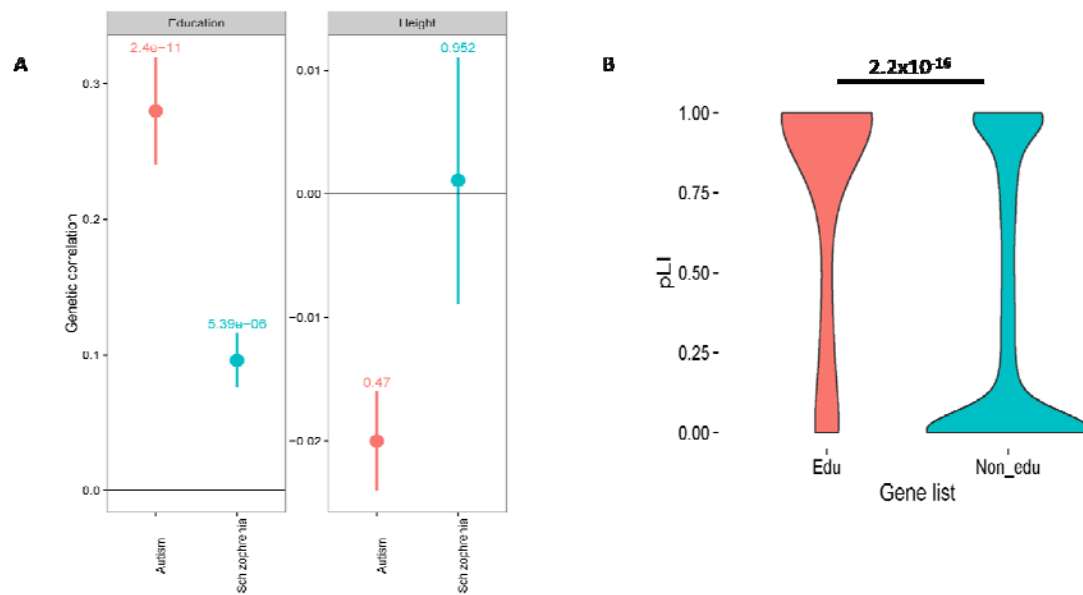 A
Education
Height
Genetic correlation
0.3
0.2
0.1
0.0
2.4e-11
5.39e-06
0.01
0.00
-0.01
-0.02
0.952
0.47
Autism
Schizophrenia
Autism
Schizophrenia
B
2.2x10⁻¹⁶
pLI
1.00
0.75
0.50
0.25
0.00
Edu
Non_edu
Gene list